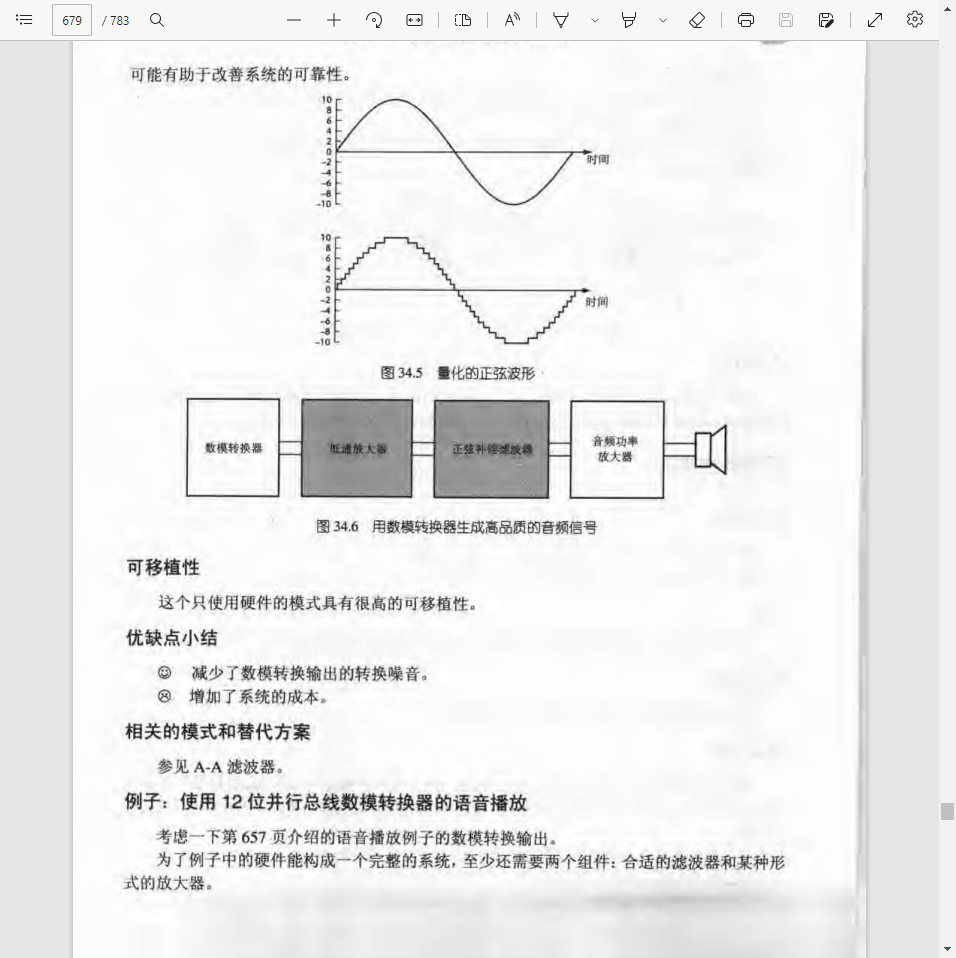 679 / 783
可能有助于改善系统的可靠性。
10
8
6
4
2
0
-2
-4
-6
-8
-10
时间
10
8
6
4
2
0
-2
-4
-6
-8
-10
时间
图 34.5 量化的正弦波形
数模转换器
低通放大器
正弦补偿滤波器
音频功率
放大器
图 34.6 用数模转换器生成高品质的音频信号
可移植性
这个只使用硬件的模式具有很高的可移植性。
优缺点小结
☺ 减少了数模转换输出的转换噪音。
☹ 增加了系统的成本。
相关的模式和替代方案
参见 A-A 滤波器。
例子：使用 12 位并行总线数模转换器的语音播放
考虑一下第 657 页介绍的语音播放例子的数模转换输出。
为了例子中的硬件能构成一个完整的系统，至少还需要两个组件：合适的滤波器和某种形
式的放大器。